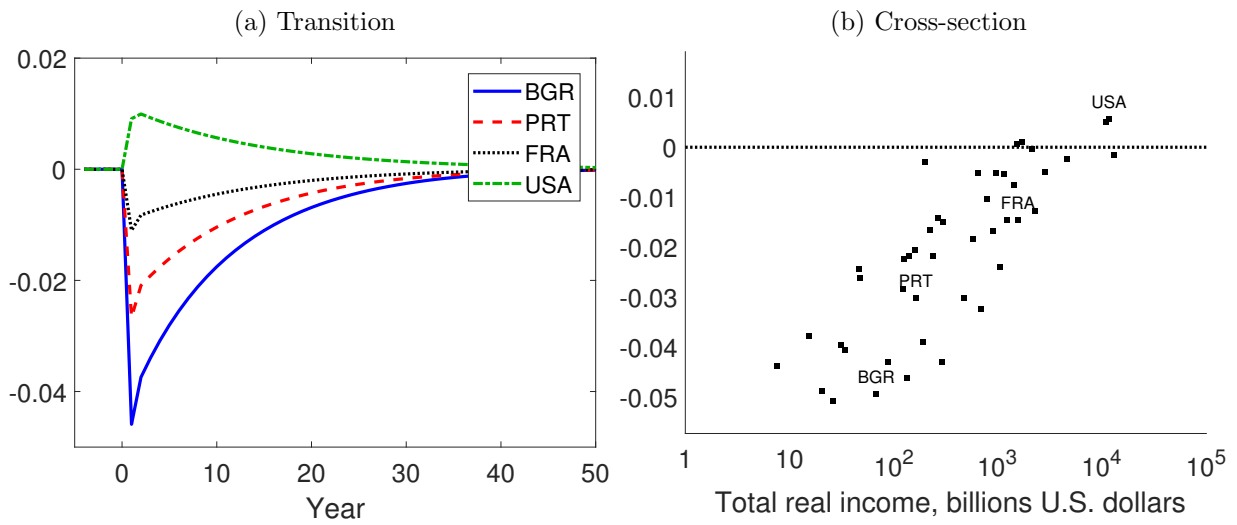 (a) Transition
0.02
0
-0.02
-0.04
0 10 20 30 40 50
Year
BGR
PRT
FRA
USA
(b) Cross-section
0.01
0
-0.01
-0.02
-0.03
-0.04
-0.05
USA
FRA
PRT
BGR
1 10 10² 10³ 10⁴ 10⁵
Total real income, billions U.S. dollars